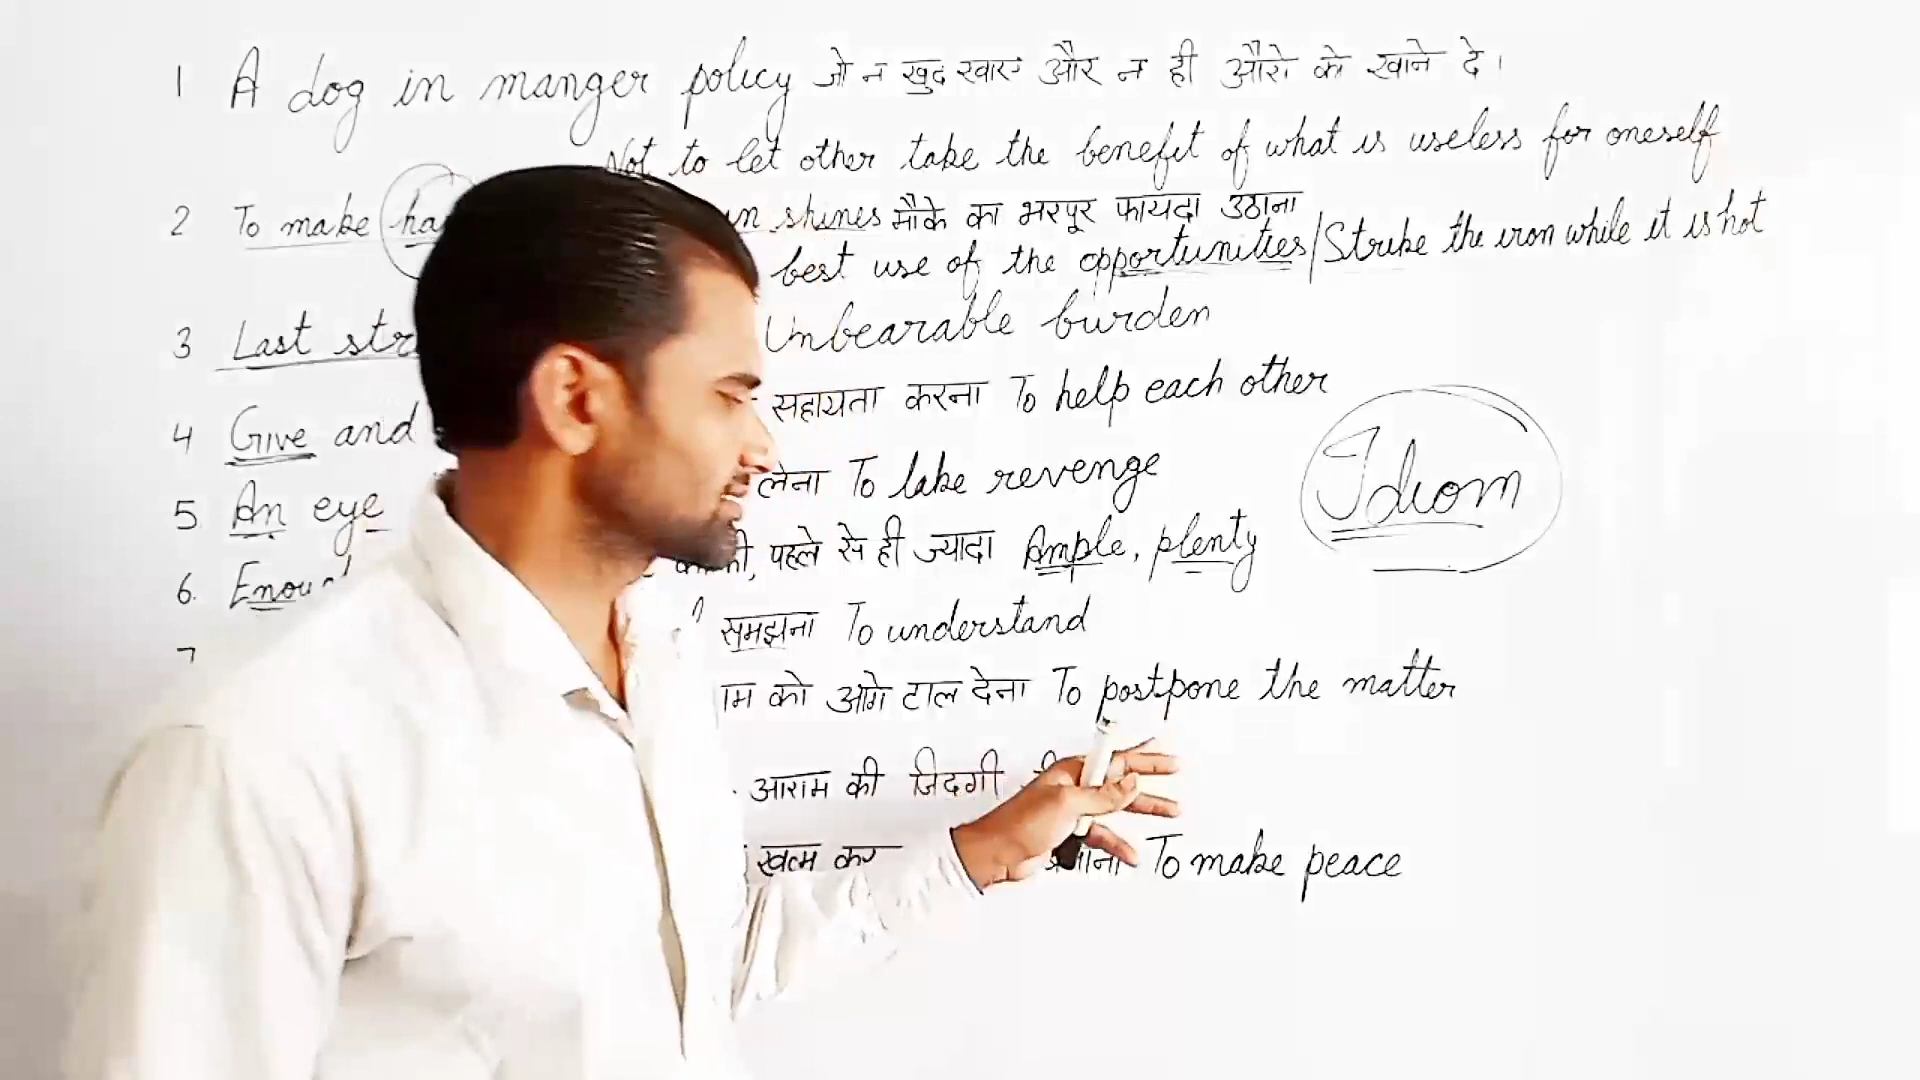 1 A dog in manger policy जो न खुद खाए और न ही औरो को खाने दे।
Not to let other take the benefit of what is useless for oneself
2 To make shines मौके का भरपूर फायदा उठाना
best use of the opportunities/Strike the iron while it is hot
3 Last Unbearable burden
4 Give and सहायता करना To help each other
5 An eye लेना To take revenge
Idiom
6. पहले से ही ज्यादा Ample, plenty
7 समझना To understand
को आगे टाल देना To postpone the matter
आराम की जिदगी
खत्म To make peace